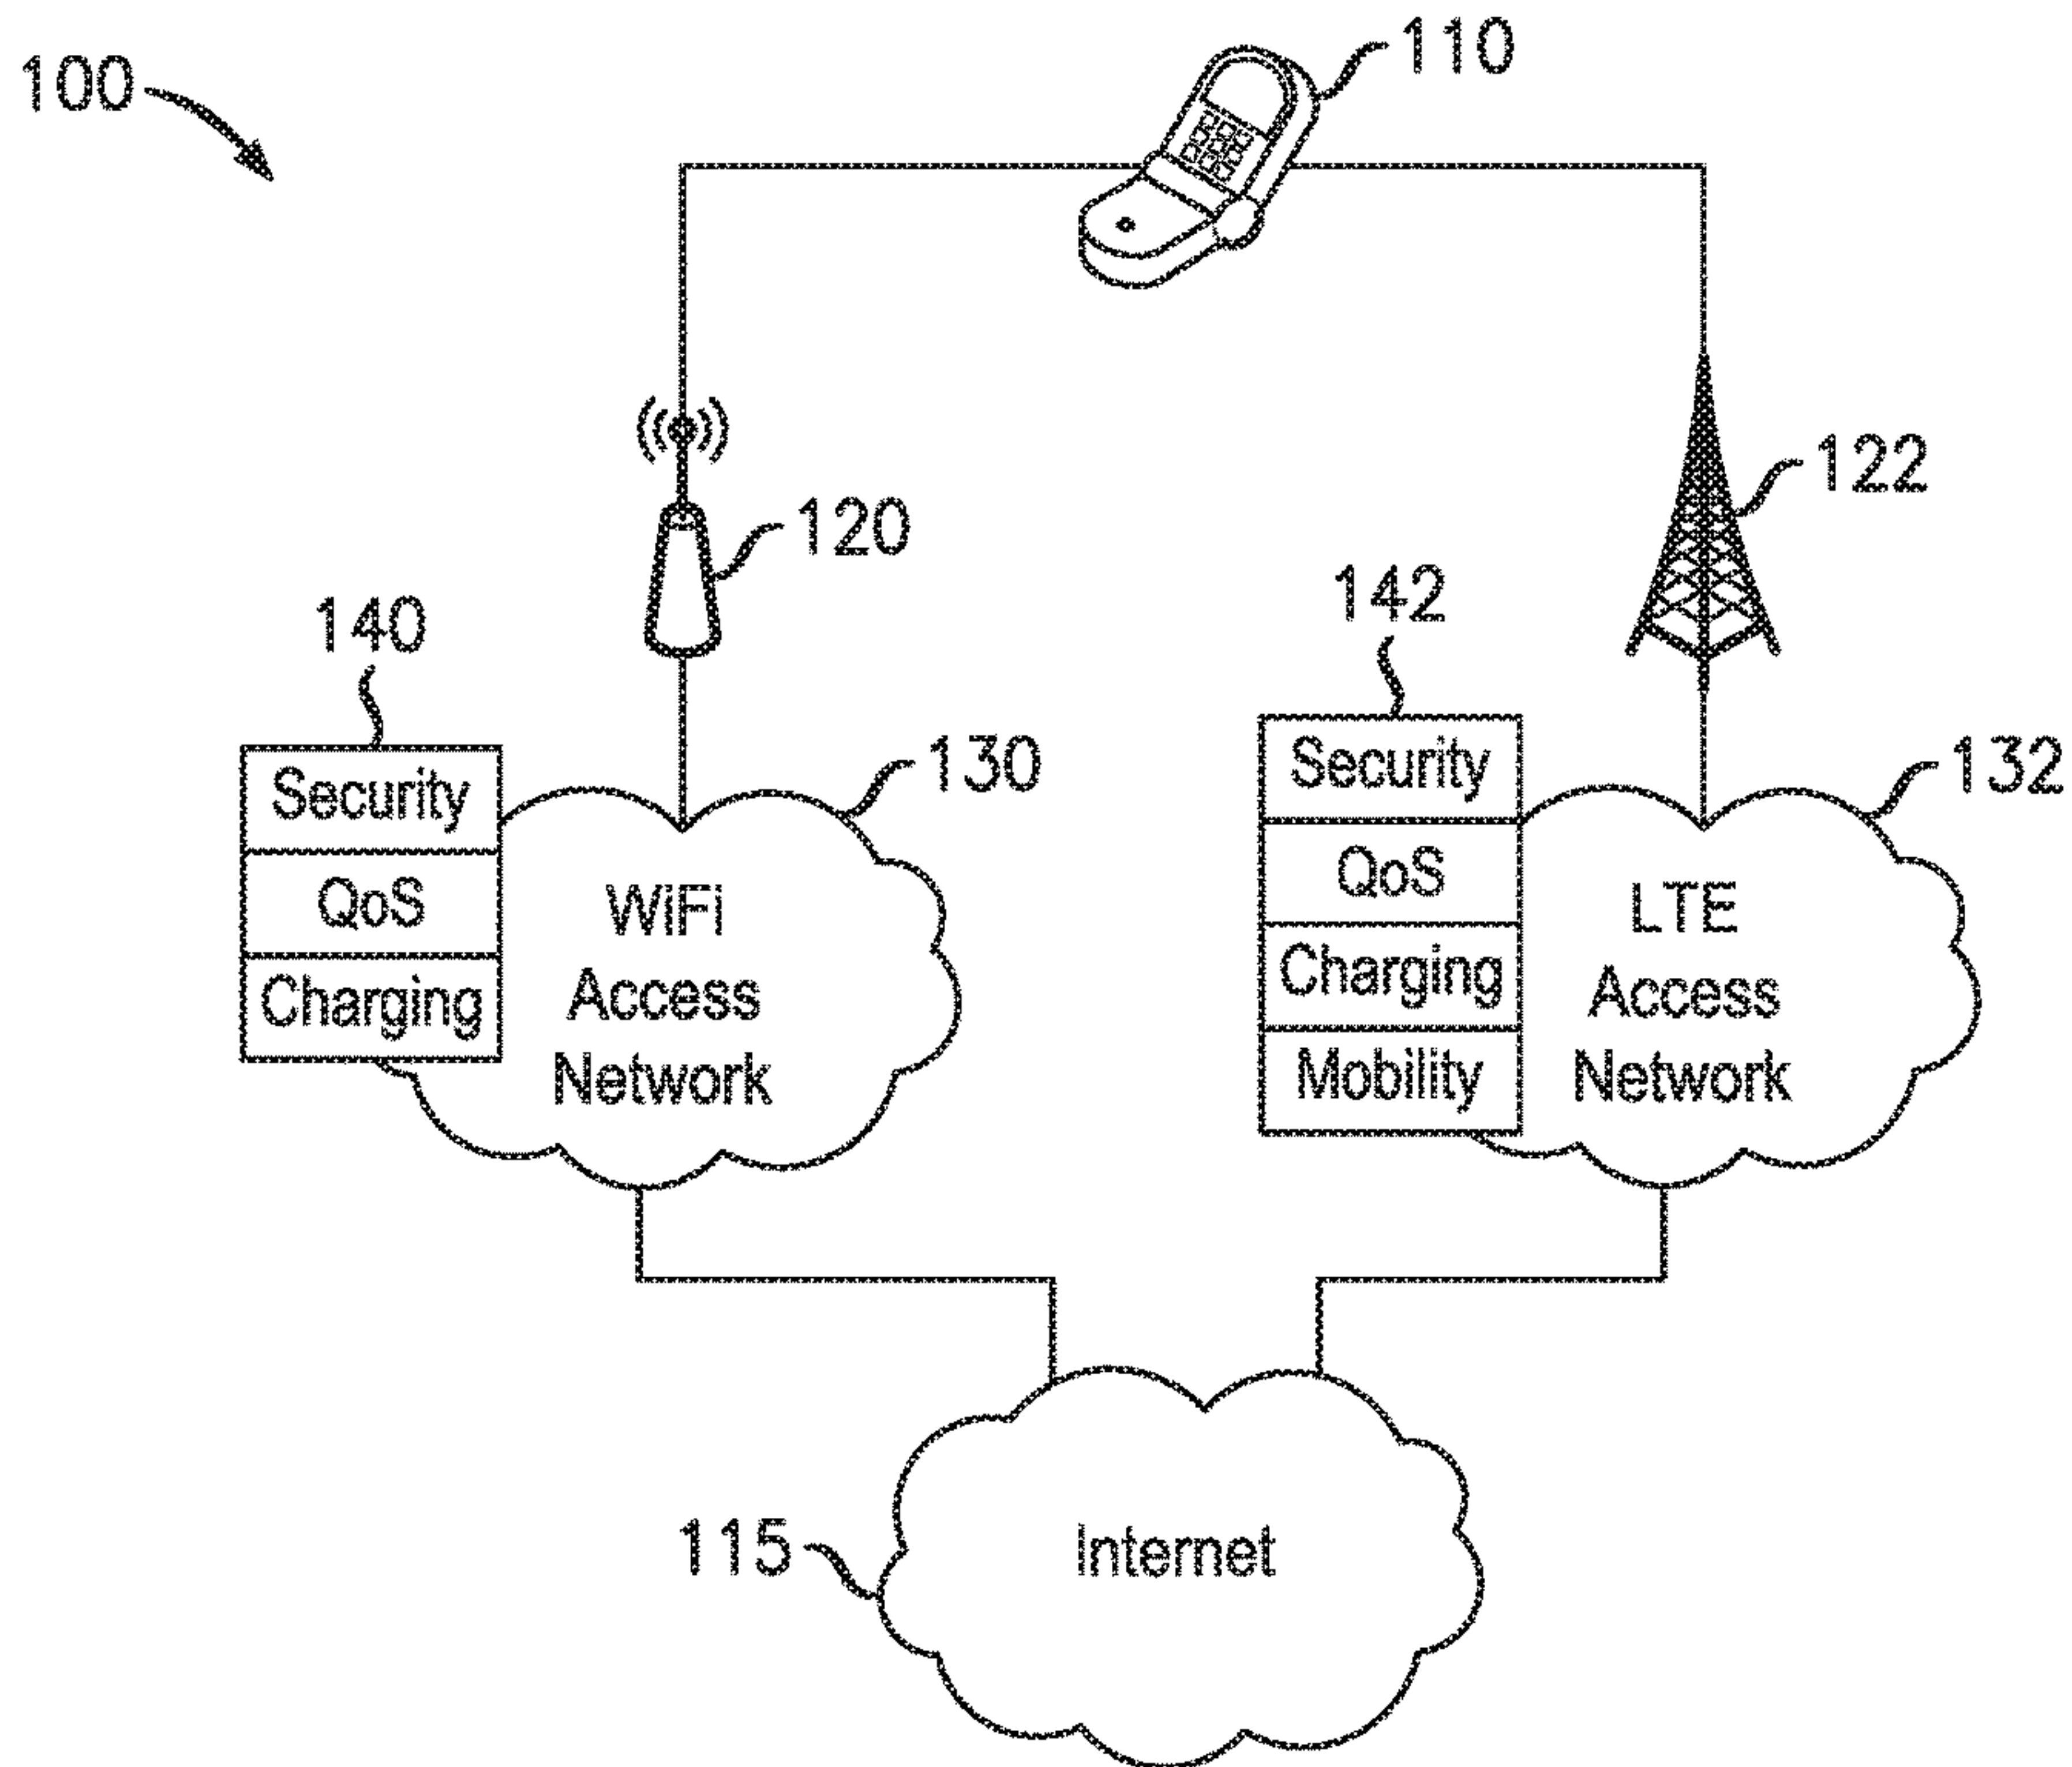 100
110
120
122
140
142
130
132
Security
QoS
Charging
WiFi
Access
Network
Security
QoS
Charging
Mobility
LTE
Access
Network
115
Internet